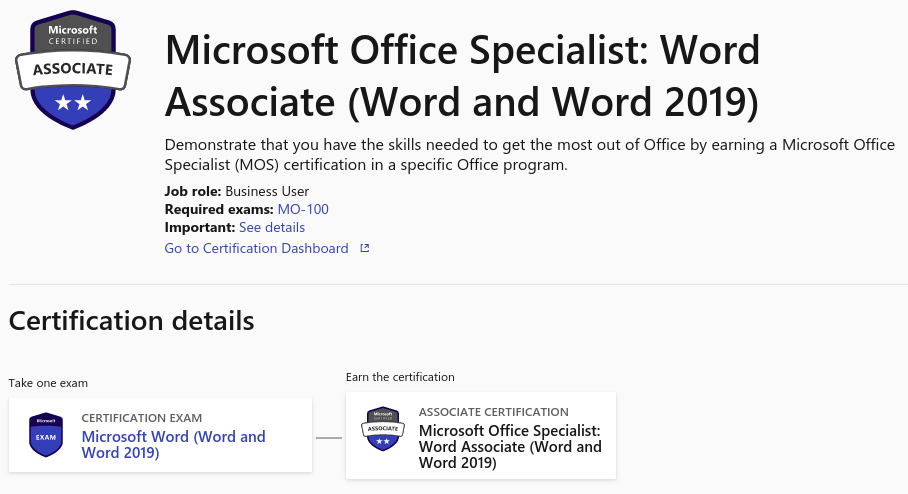 Microsoft
CERTIFIED
ASSOCIATE
Microsoft Office Specialist: Word
Associate (Word and Word 2019)
Demonstrate that you have the skills needed to get the most out of Office by earning a Microsoft Office
Specialist (MOS) certification in a specific Office program.
Job role: Business User
Required exams: MO-100
Important: See details
Go to Certification Dashboard
Certification details
Take one exam
Microsoft
EXAM
CERTIFICATION EXAM
Microsoft Word (Word and
Word 2019)
Earn the certification
Microsoft
CERTIFIED
ASSOCIATE
ASSOCIATE CERTIFICATION
Microsoft Office Specialist:
Word Associate (Word and
Word 2019)